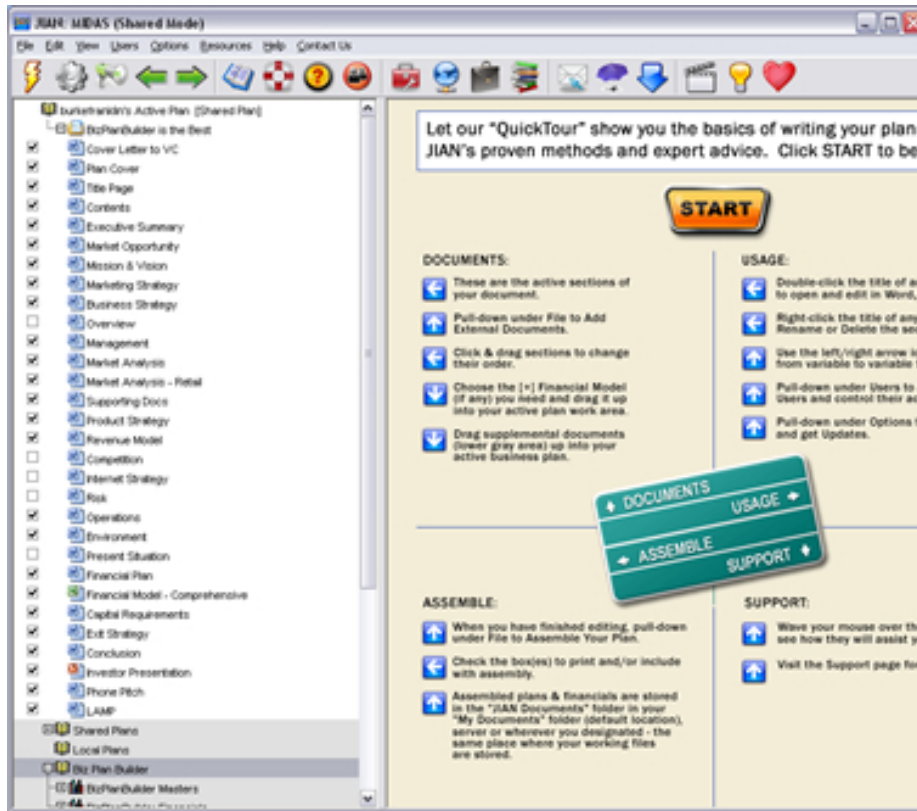 JIAN: MIDAS (Shared Mode)
File Edit View Users Options Resources Help Contact Us
burkefranklin's Active Plan [Shared Plan]
BizPlanBuilder is the Best
Cover Letter to VC
Plan Cover
Title Page
Contents
Executive Summary
Market Opportunity
Mission & Vision
Marketing Strategy
Business Strategy
Overview
Management
Market Analysis
Market Analysis - Retail
Supporting Docs
Product Strategy
Revenue Model
Competition
Internet Strategy
Risk
Operations
Environment
Present Situation
Financial Plan
Financial Model - Comprehensive
Capital Requirements
Exit Strategy
Conclusion
Investor Presentation
Phone Pitch
LAMP
Shared Plans
Local Plans
Biz Plan Builder
BizPlanBuilder Masters
BizPlanBuilder Financials
Let our "QuickTour" show you the basics of writing your plan
JIAN's proven methods and expert advice. Click START to be
START
DOCUMENTS:
These are the active sections of
your document.
Pull-down under File to Add
External Documents.
Click & drag sections to change
their order.
Choose the [+] Financial Model
(if any) you need and drag it up
into your active plan work area.
Drag supplemental documents
(lower gray area) up into your
active business plan.
USAGE:
Double-click the title of a
to open and edit in Word,
Right-click the title of any
Rename or Delete the sec
Use the left/right arrow i
from variable to variable
Pull-down under Users to
Users and control their ac
Pull-down under Options
and get Updates.
DOCUMENTS
USAGE
ASSEMBLE
SUPPORT
ASSEMBLE:
When you have finished editing, pull-down
under File to Assemble Your Plan.
Check the box(es) to print and/or include
with assembly.
Assembled plans & financials are stored
in the "JIAN Documents" folder in your
"My Documents" folder (default location),
server or wherever you designated - the
same place where your working files
are stored.
SUPPORT:
Wave your mouse over the
see how they will assist y
Visit the Support page for